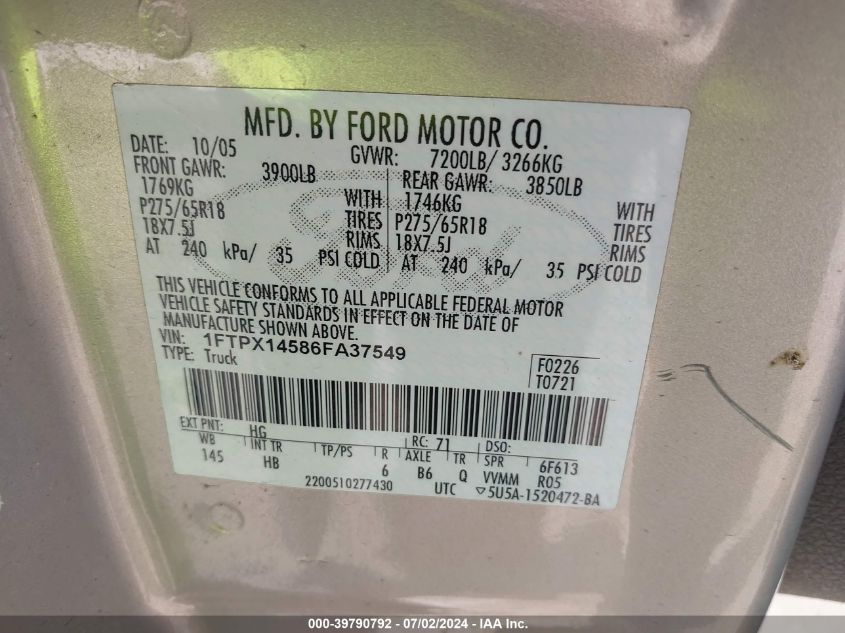 MFD. BY FORD MOTOR CO.
DATE: 10/05 GVWR: 7200LB/ 3266KG
FRONT GAWR: 3900LB REAR GAWR: 3850LB
1769KG WITH 1746KG WITH
P275/65R18 TIRES P275/65R18 TIRES
18X7.5J RIMS 18X7.5J RIMS
AT 240 kPa/ 35 PSI COLD AT 240 kPa/ 35 PSI COLD
THIS VEHICLE CONFORMS TO ALL APPLICABLE FEDERAL MOTOR
VEHICLE SAFETY STANDARDS IN EFFECT ON THE DATE OF
MANUFACTURE SHOWN ABOVE.
VIN: 1FTPX14586FA37549
TYPE: Truck
F0226
T0721
EXT PNT: HG RC: 71 DSO:
WB INT TR TP/PS R AXLE TR SPR 6F613
145 HB 6 B6 Q VVMM R05
2200510277430 UTC ▽5U5A-1520472-BA
000-39790792 - 07/02/2024 - IAA Inc.